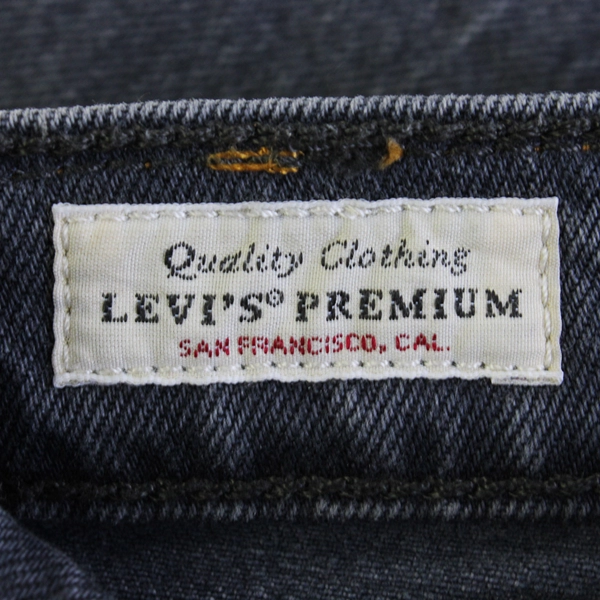 Quality Clothing
LEVI'S® PREMIUM
SAN FRANCISCO, CAL.